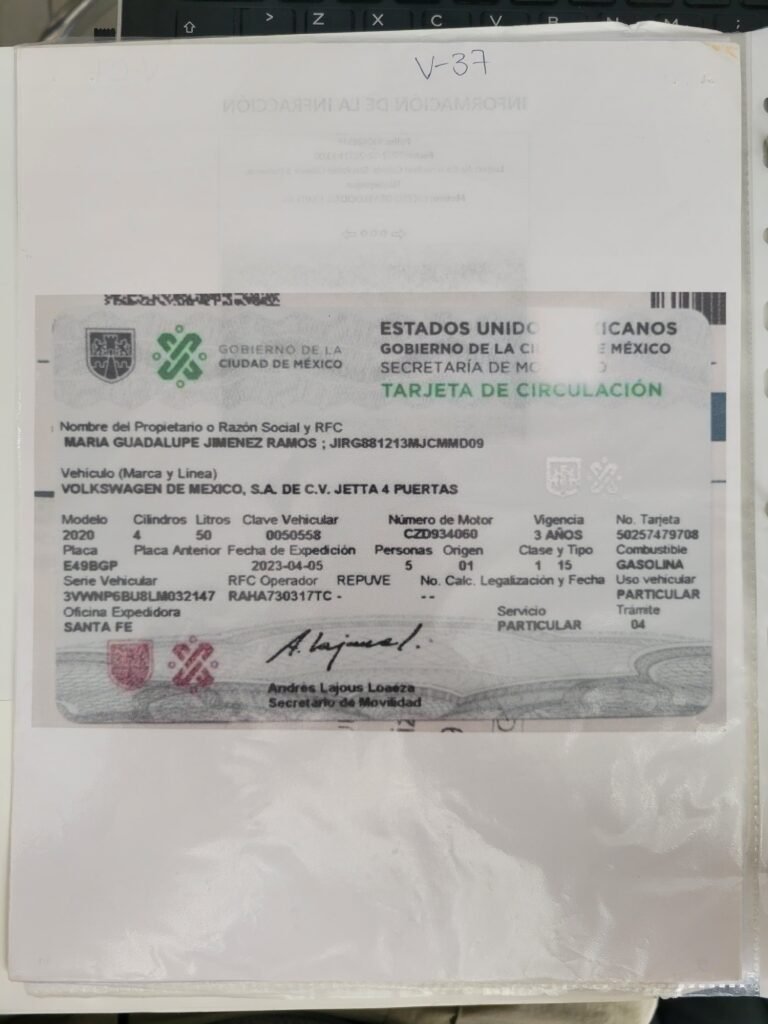 > Z X C V B N M ;
V-37
INFORMACIÓN DE LA INFRACCIÓN
GOBIERNO DE LA
CIUDAD DE MÉXICO
ESTADOS UNIDO XICANOS
GOBIERNO DE LA CI E MÉXICO
SECRETARÍA DE MO D
TARJETA DE CIRCULACIÓN
Nombre del Propietario o Razón Social y RFC
MARIA GUADALUPE JIMENEZ RAMOS ; JIRG881213MJCMMD09
Vehículo (Marca y Linea)
VOLKSWAGEN DE MEXICO, S.A. DE C.V. JETTA 4 PUERTAS
Modelo Cilindros Litros Clave Vehicular Número de Motor Vigencia No. Tarjeta
2020 4 50 0050558 CZD934060 3 AÑOS 50257479708
Placa Placa Anterior Fecha de Expedición Personas Origen Clase y Tipo Combustible
E49BGP 2023-04-05 5 01 1 15 GASOLINA
Serie Vehicular RFC Operador REPUVE No. Calc. Legalización y Fecha Uso vehicular
3VWNP6BU8LM032147 RAHA730317TC - -- PARTICULAR
Oficina Expedidora Servicio Trámite
SANTA FE PARTICULAR 04
A. Lajous L.
Andrés Lajous Loaeza
Secretario de Movilidad